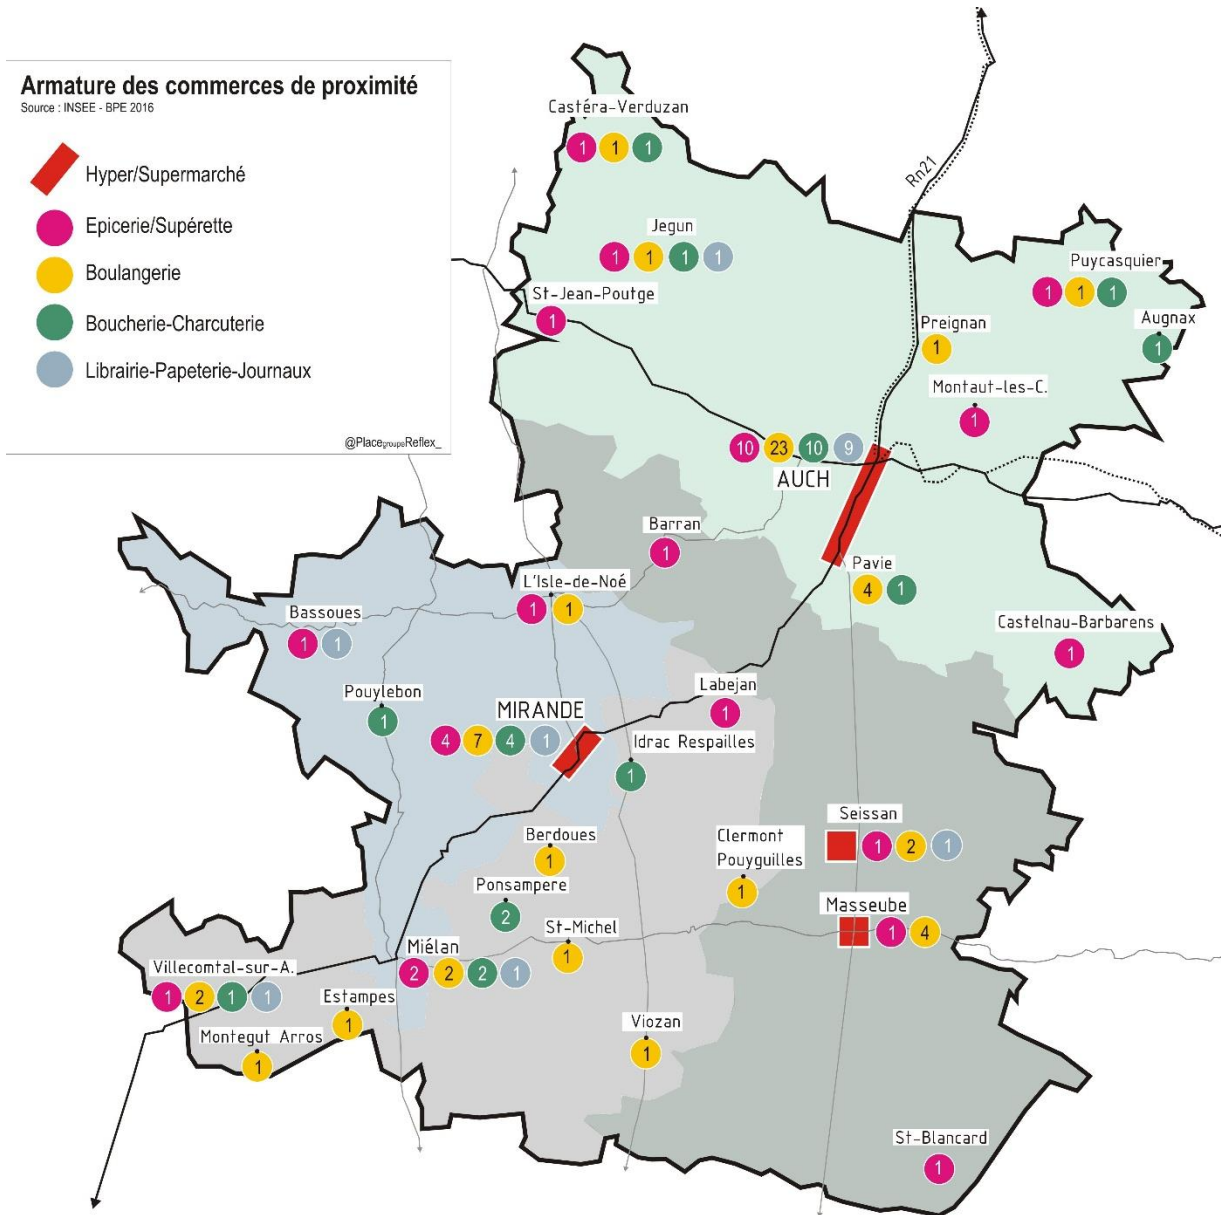 Armature des commerces de proximité
Source : INSEE - BPE 2016
Hyper/Supermarché
Epicerie/Supérette
Boulangerie
Boucherie-Charcuterie
Librairie-Papeterie-Journaux
@PlacegroupeReflex_
Rn21
Castéra-Verduzan
1 1 1
Jegun
1 1 1 1
St-Jean-Poutge
1
Puycasquier
1 1 1
Augnax
1
Preignan
1
Montaut-les-C.
1
10 23 10 9
AUCH
Barran
1
Pavie
4 1
L'Isle-de-Noé
1 1
Bassoues
1 1
Castelnau-Barbarens
1
Pouylebon
1
Labejan
1
MIRANDE
4 7 4 1
Idrac Respailles
1
Seissan
1 2 1
Berdoues
1
Clermont
Pouyguilles
1
Ponsampere
2
Masseube
1 4
St-Michel
1
Miélan
2 2 2 1
Villecomtal-sur-A.
1 2 1 1
Estampes
1
Montegut Arros
1
Viozan
1
St-Blancard
1